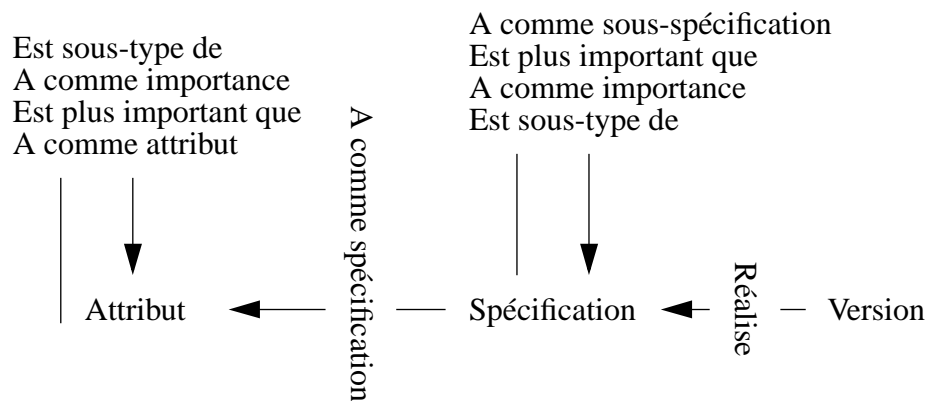 Est sous-type de
A comme importance
Est plus important que
A comme attribut
A comme sous-spécification
Est plus important que
A comme importance
Est sous-type de
Attribut
A comme spécification
Spécification
Réalise
Version